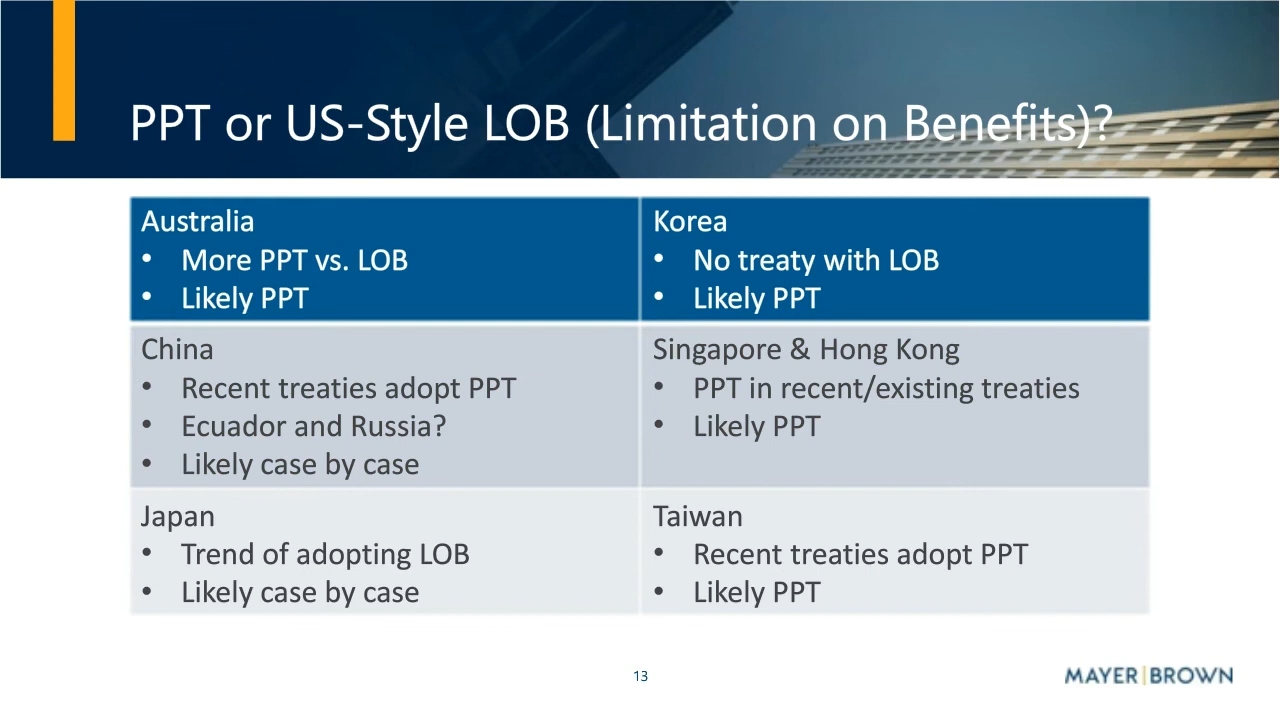 PPT or US-Style LOB (Limitation on Benefits)?
Australia
• More PPT vs. LOB
• Likely PPT
Korea
• No treaty with LOB
• Likely PPT
China
• Recent treaties adopt PPT
• Ecuador and Russia?
• Likely case by case
Singapore & Hong Kong
• PPT in recent/existing treaties
• Likely PPT
Japan
• Trend of adopting LOB
• Likely case by case
Taiwan
• Recent treaties adopt PPT
• Likely PPT
13
MAYER|BROWN